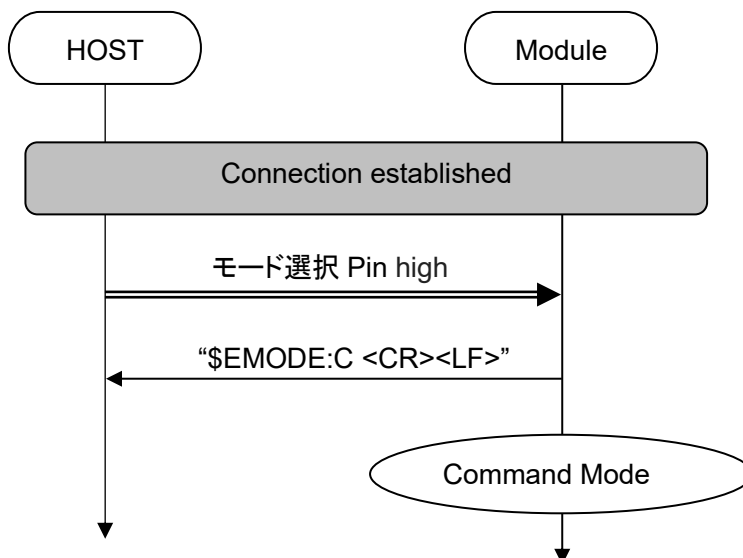 HOST
Module
Connection established
モード選択 Pin high
“$EMODE:C <CR><LF>”
Command Mode